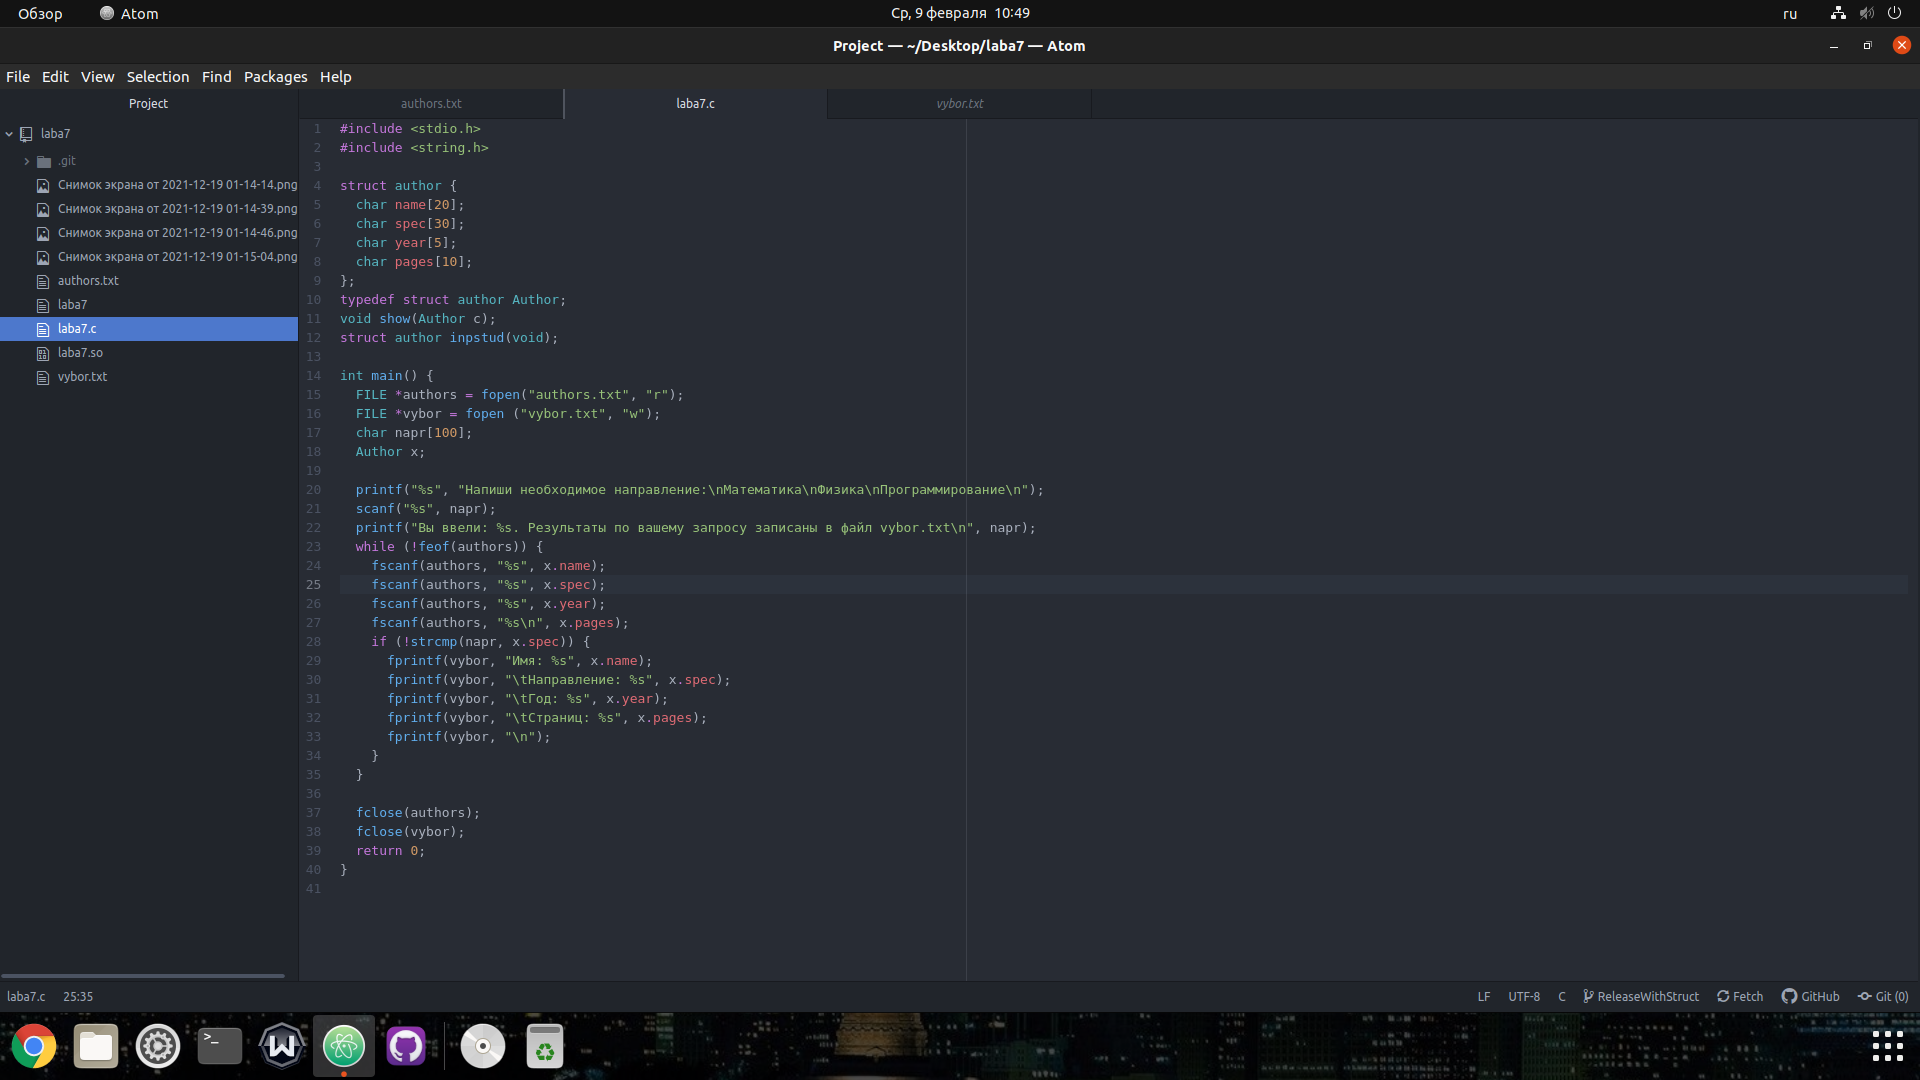 Обзор
Atom
Ср, 9 февраля  10:49
ru
Project — ~/Desktop/laba7 — Atom
File Edit View Selection Find Packages Help
Project
authors.txt
laba7.c
vybor.txt
laba7
.git
Снимок экрана от 2021-12-19 01-14-14.png
Снимок экрана от 2021-12-19 01-14-39.png
Снимок экрана от 2021-12-19 01-14-46.png
Снимок экрана от 2021-12-19 01-15-04.png
authors.txt
laba7
laba7.c
laba7.so
vybor.txt
1 #include <stdio.h>
2 #include <string.h>
3
4 struct author {
5   char name[20];
6   char spec[30];
7   char year[5];
8   char pages[10];
9 };
10 typedef struct author Author;
11 void show(Author c);
12 struct author inpstud(void);
13
14 int main() {
15   FILE *authors = fopen("authors.txt", "r");
16   FILE *vybor = fopen ("vybor.txt", "w");
17   char napr[100];
18   Author x;
19
20   printf("%s", "Напиши необходимое направление:\nМатематика\nФизика\nПрограммирование\n");
21   scanf("%s", napr);
22   printf("Вы ввели: %s. Результаты по вашему запросу записаны в файл vybor.txt\n", napr);
23   while (!feof(authors)) {
24     fscanf(authors, "%s", x.name);
25     fscanf(authors, "%s", x.spec);
26     fscanf(authors, "%s", x.year);
27     fscanf(authors, "%s\n", x.pages);
28     if (!strcmp(napr, x.spec)) {
29       fprintf(vybor, "Имя: %s", x.name);
30       fprintf(vybor, "\tНаправление: %s", x.spec);
31       fprintf(vybor, "\tГод: %s", x.year);
32       fprintf(vybor, "\tСтраниц: %s", x.pages);
33       fprintf(vybor, "\n");
34     }
35   }
36
37   fclose(authors);
38   fclose(vybor);
39   return 0;
40 }
41
laba7.c 25:35
LF UTF-8 C ReleaseWithStruct Fetch GitHub Git (0)
>_
W